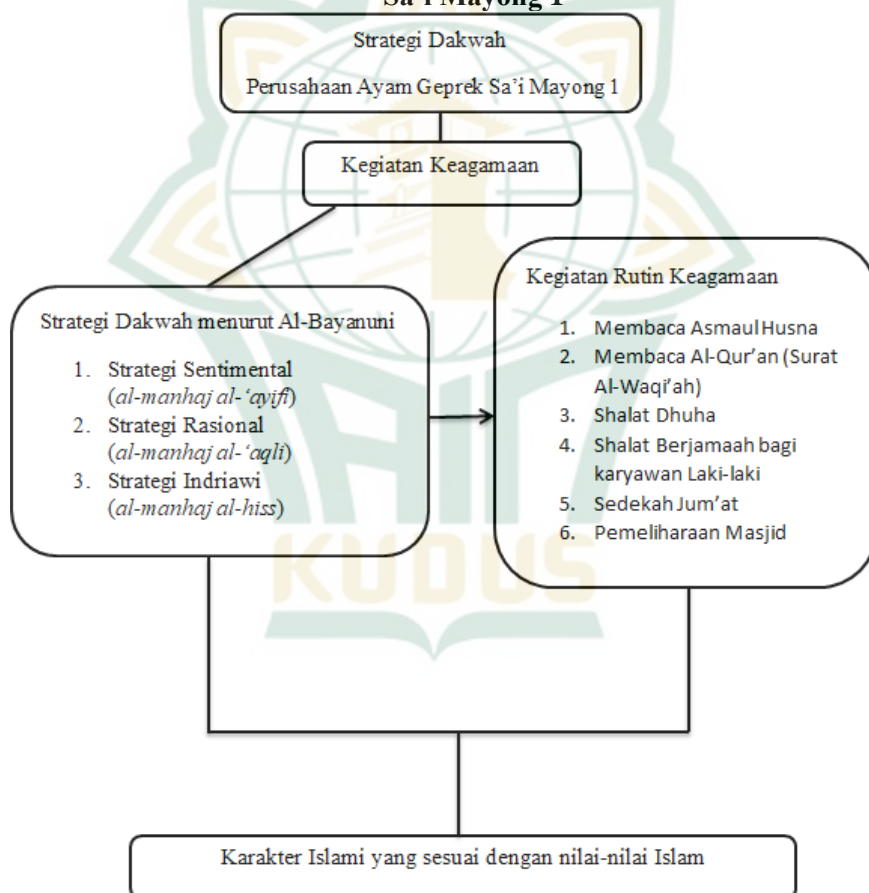 Sa'i Mayong 1
Strategi Dakwah
Perusahaan Ayam Geprek Sa'i Mayong 1
Kegiatan Keagamaan
Strategi Dakwah menurut Al-Bayanuni
1. Strategi Sentimental
(al-manhaj al-'ayifi)
2. Strategi Rasional
(al-manhaj al-'aqli)
3. Strategi Indriawi
(al-manhaj al-hiss)
Kegiatan Rutin Keagamaan
1. Membaca Asmaul Husna
2. Membaca Al-Qur'an (Surat
Al-Waqi'ah)
3. Shalat Dhuha
4. Shalat Berjamaah bagi
karyawan Laki-laki
5. Sedekah Jum'at
6. Pemeliharaan Masjid
KUDUS
Karakter Islami yang sesuai dengan nilai-nilai Islam